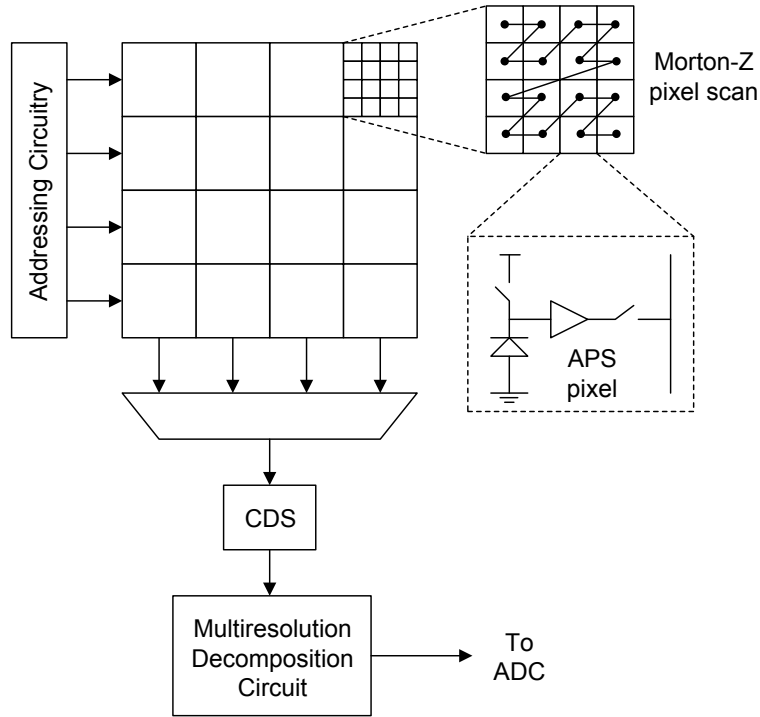 Addressing Circuitry
Morton-Z
pixel scan
APS
pixel
CDS
Multiresolution
Decomposition
Circuit
To
ADC